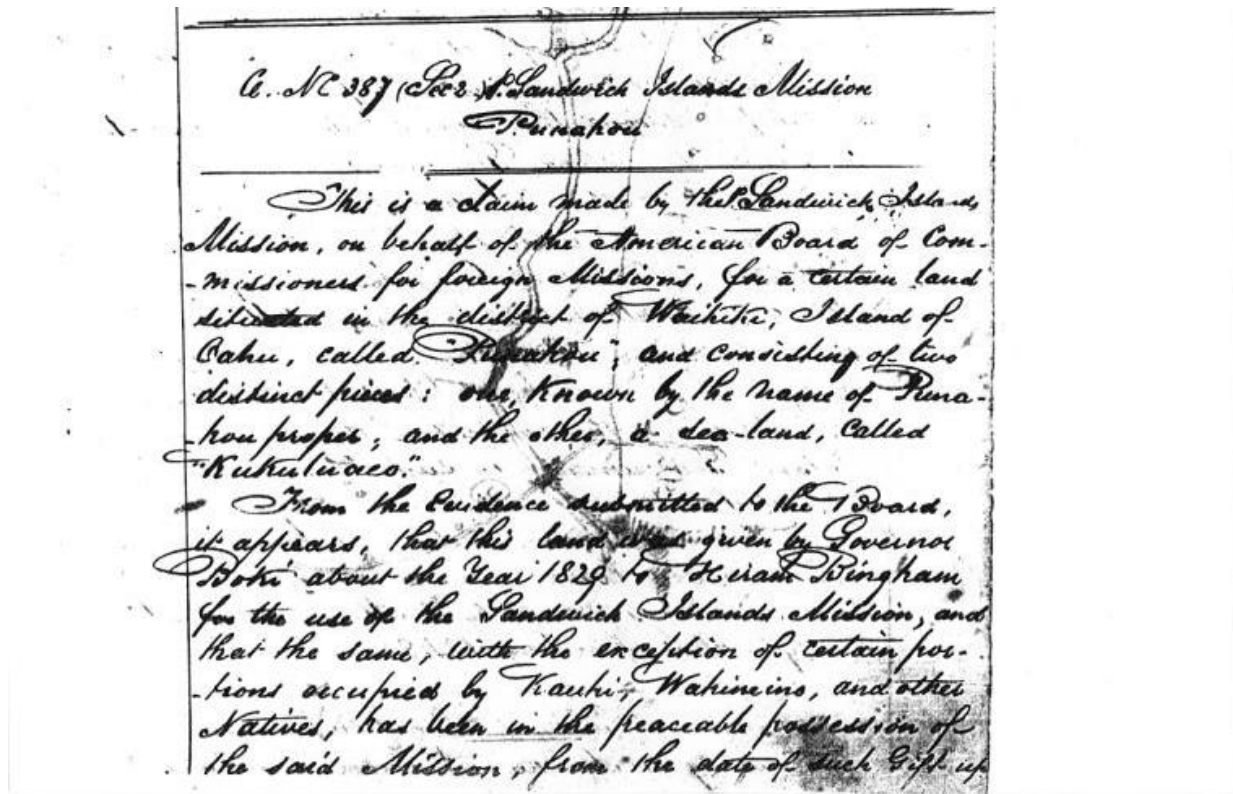 C. No 387 (Sec 2) P. Sandwich Islands Mission
Punahou
This is a claim made by the Sandwich Islands
Mission, on behalf of the American Board of Com-
-missioners for foreign Missions, for a certain land
situated in the district of Waikiki, Island of
Oahu, called "Punahou", and consisting of two
distinct pieces: one, Known by the name of Puna-
-hou proper; and the other, a sea-land, called
"Kukuluaeo."
From the Evidence submitted to the Board,
it appears, that this land was given by Governor
Boki about the Year 1829 to Hiram Bingham
for the use of the Sandwich Islands Mission, and
that the same, with the exception of certain por-
-tions occupied by Kauhi, Wahineino, and other
Natives, has been in the peaceable possession of
the said Mission, from the date of such Gift up